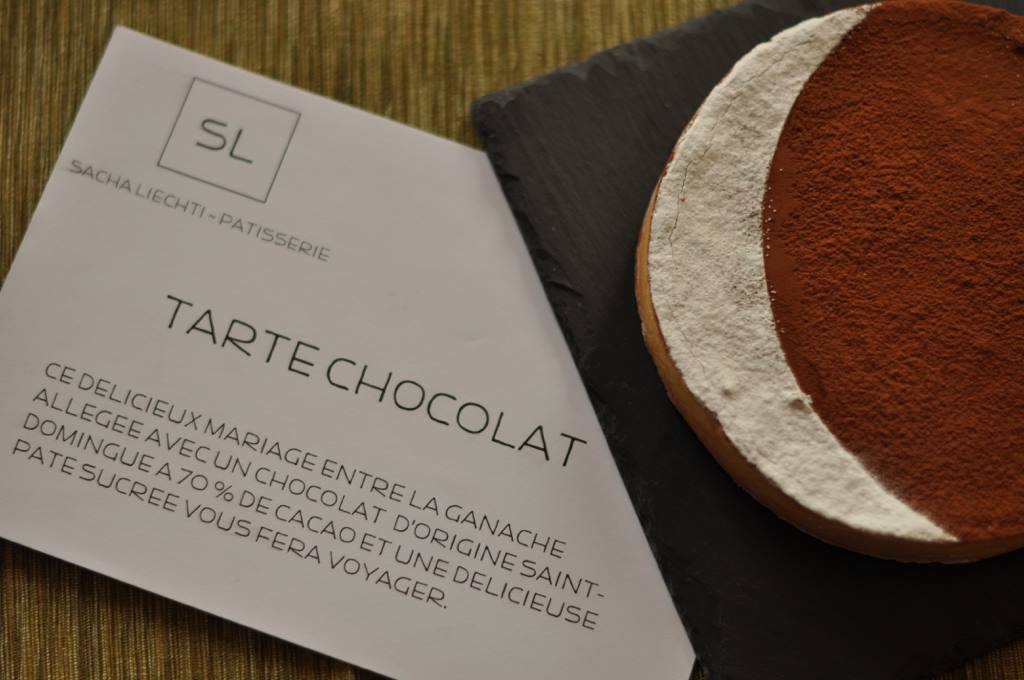 SL
SACHA LIECHTI ~ PATISSERIE
TARTE CHOCOLAT
CE DELICIEUX MARIAGE ENTRE LA GANACHE
ALLEGEE AVEC UN CHOCOLAT D'ORIGINE SAINT-
DOMINGUE A 70 % DE CACAO ET UNE DELICIEUSE
PATE SUCREE VOUS FERA VOYAGER.